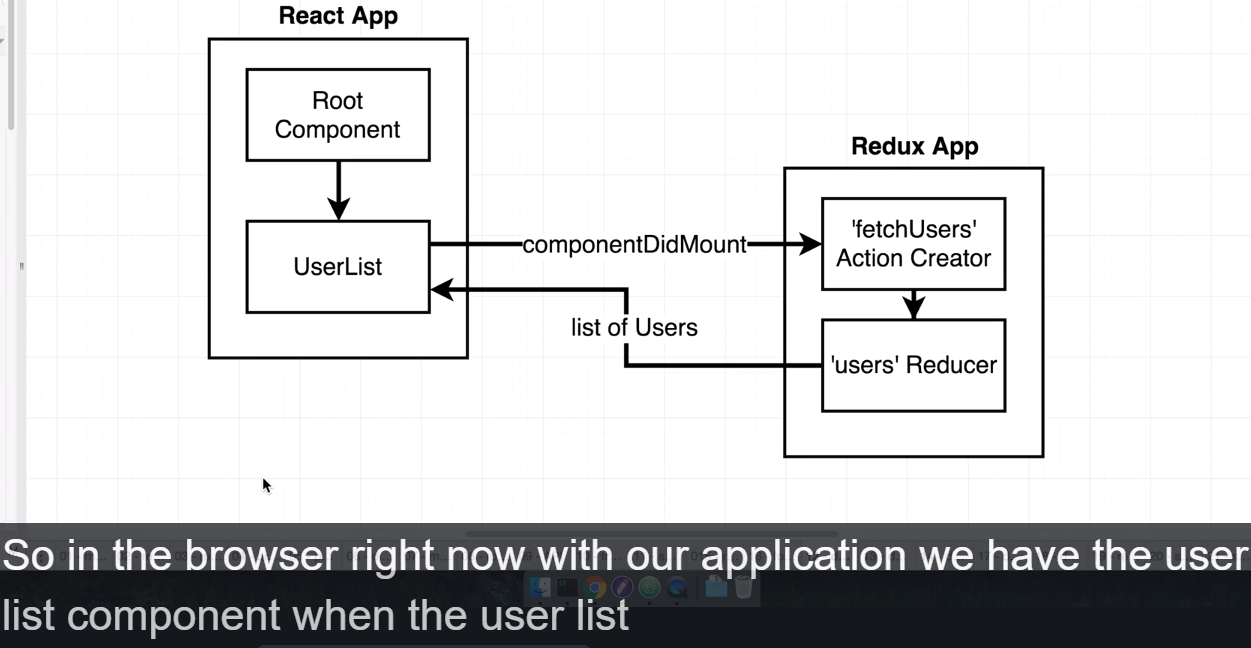 React App
Root
Component
UserList
componentDidMount
list of Users
Redux App
'fetchUsers'
Action Creator
'users' Reducer
So in the browser right now with our application we have the user
list component when the user list